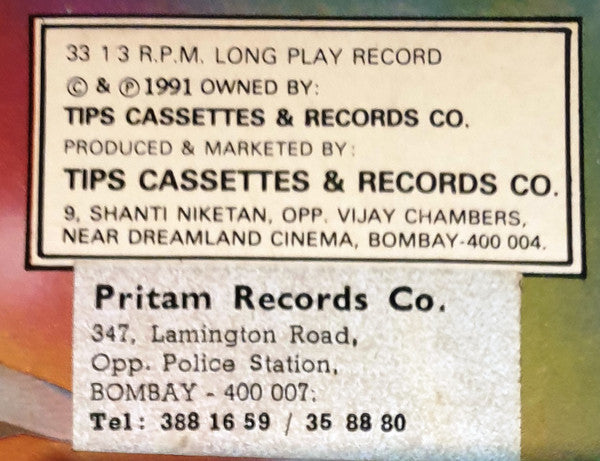 33 1 3 R.P.M. LONG PLAY RECORD
© & ℗ 1991 OWNED BY:
TIPS CASSETTES & RECORDS CO.
PRODUCED & MARKETED BY:
TIPS CASSETTES & RECORDS CO.
9, SHANTI NIKETAN, OPP. VIJAY CHAMBERS,
NEAR DREAMLAND CINEMA, BOMBAY-400 004.
Pritam Records Co.
347, Lamington Road,
Opp. Police Station,
BOMBAY - 400 007:
Tel: 388 16 59 / 35 88 80